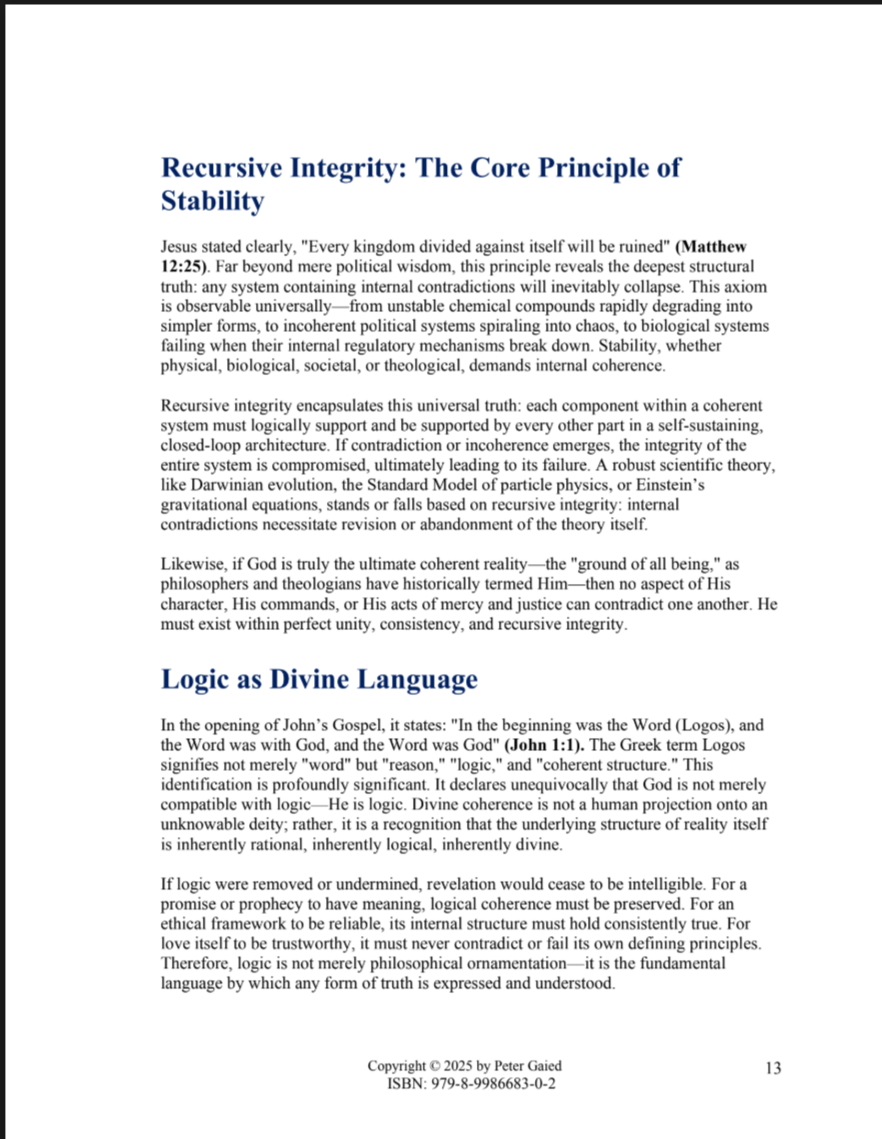 Recursive Integrity: The Core Principle of
Stability
Jesus stated clearly, "Every kingdom divided against itself will be ruined" (Matthew
12:25). Far beyond mere political wisdom, this principle reveals the deepest structural
truth: any system containing internal contradictions will inevitably collapse. This axiom
is observable universally—from unstable chemical compounds rapidly degrading into
simpler forms, to incoherent political systems spiraling into chaos, to biological systems
failing when their internal regulatory mechanisms break down. Stability, whether
physical, biological, societal, or theological, demands internal coherence.
Recursive integrity encapsulates this universal truth: each component within a coherent
system must logically support and be supported by every other part in a self-sustaining,
closed-loop architecture. If contradiction or incoherence emerges, the integrity of the
entire system is compromised, ultimately leading to its failure. A robust scientific theory,
like Darwinian evolution, the Standard Model of particle physics, or Einstein's
gravitational equations, stands or falls based on recursive integrity: internal
contradictions necessitate revision or abandonment of the theory itself.
Likewise, if God is truly the ultimate coherent reality—the "ground of all being," as
philosophers and theologians have historically termed Him—then no aspect of His
character, His commands, or His acts of mercy and justice can contradict one another. He
must exist within perfect unity, consistency, and recursive integrity.
Logic as Divine Language
In the opening of John's Gospel, it states: "In the beginning was the Word (Logos), and
the Word was with God, and the Word was God" (John 1:1). The Greek term Logos
signifies not merely "word" but "reason," "logic," and "coherent structure." This
identification is profoundly significant. It declares unequivocally that God is not merely
compatible with logic—He is logic. Divine coherence is not a human projection onto an
unknowable deity; rather, it is a recognition that the underlying structure of reality itself
is inherently rational, inherently logical, inherently divine.
If logic were removed or undermined, revelation would cease to be intelligible. For a
promise or prophecy to have meaning, logical coherence must be preserved. For an
ethical framework to be reliable, its internal structure must hold consistently true. For
love itself to be trustworthy, it must never contradict or fail its own defining principles.
Therefore, logic is not merely philosophical ornamentation—it is the fundamental
language by which any form of truth is expressed and understood.
Copyright © 2025 by Peter Gaied
ISBN: 979-8-9986683-0-2
13